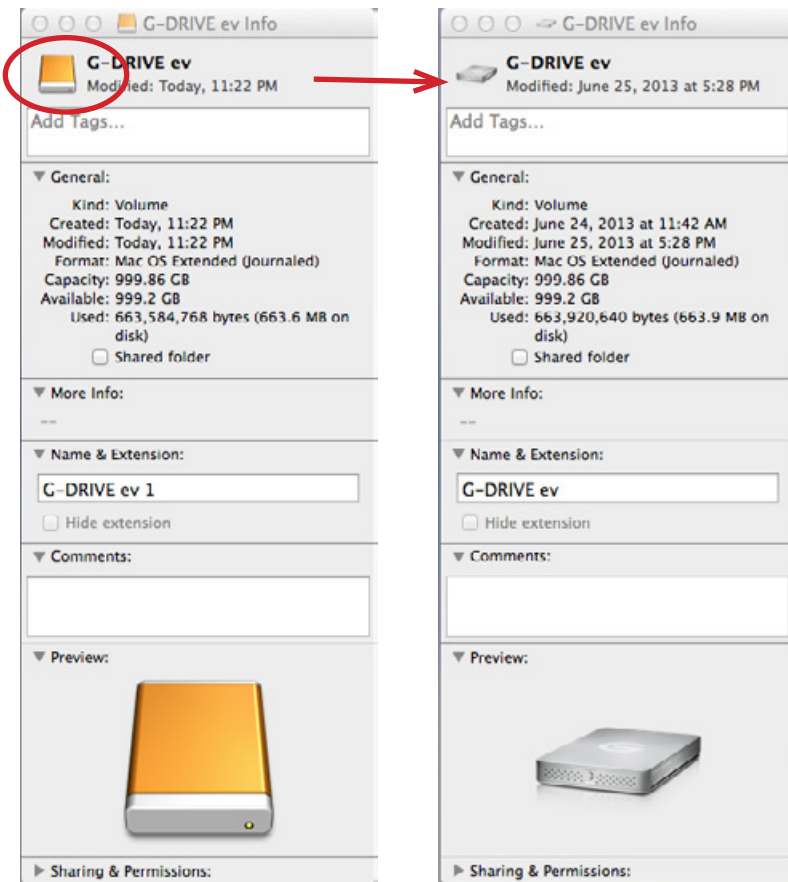 G-DRIVE ev Info
G-DRIVE ev
Modified: Today, 11:22 PM
Add Tags...
General:
Kind: Volume
Created: Today, 11:22 PM
Modified: Today, 11:22 PM
Format: Mac OS Extended (Journaled)
Capacity: 999.86 GB
Available: 999.2 GB
Used: 663,584,768 bytes (663.6 MB on
disk)
Shared folder
More Info:
--
Name & Extension:
G-DRIVE ev 1
Hide extension
Comments:
Preview:
Sharing & Permissions:
G-DRIVE ev Info
G-DRIVE ev
Modified: June 25, 2013 at 5:28 PM
Add Tags...
General:
Kind: Volume
Created: June 24, 2013 at 11:42 AM
Modified: June 25, 2013 at 5:28 PM
Format: Mac OS Extended (Journaled)
Capacity: 999.86 GB
Available: 999.2 GB
Used: 663,920,640 bytes (663.9 MB on
disk)
Shared folder
More Info:
--
Name & Extension:
G-DRIVE ev
Hide extension
Comments:
Preview:
Sharing & Permissions: